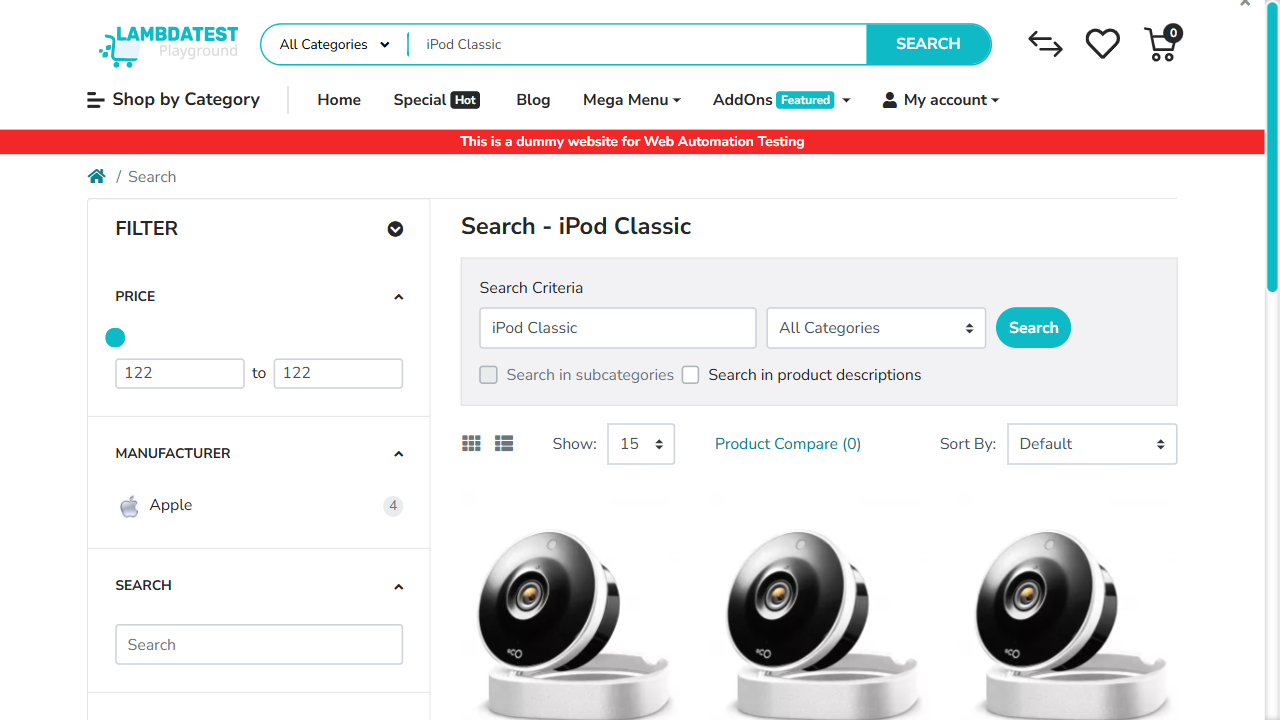 LAMBDATEST
Playground
All Categories
iPod Classic
SEARCH
0
Shop by Category
Home
Special Hot
Blog
Mega Menu
AddOns Featured
My account
This is a dummy website for Web Automation Testing
/ Search
FILTER
PRICE
122 to 122
MANUFACTURER
Apple 4
SEARCH
Search
Search - iPod Classic
Search Criteria
iPod Classic
All Categories
Search
Search in subcategories
Search in product descriptions
Show: 15
Product Compare (0)
Sort By: Default